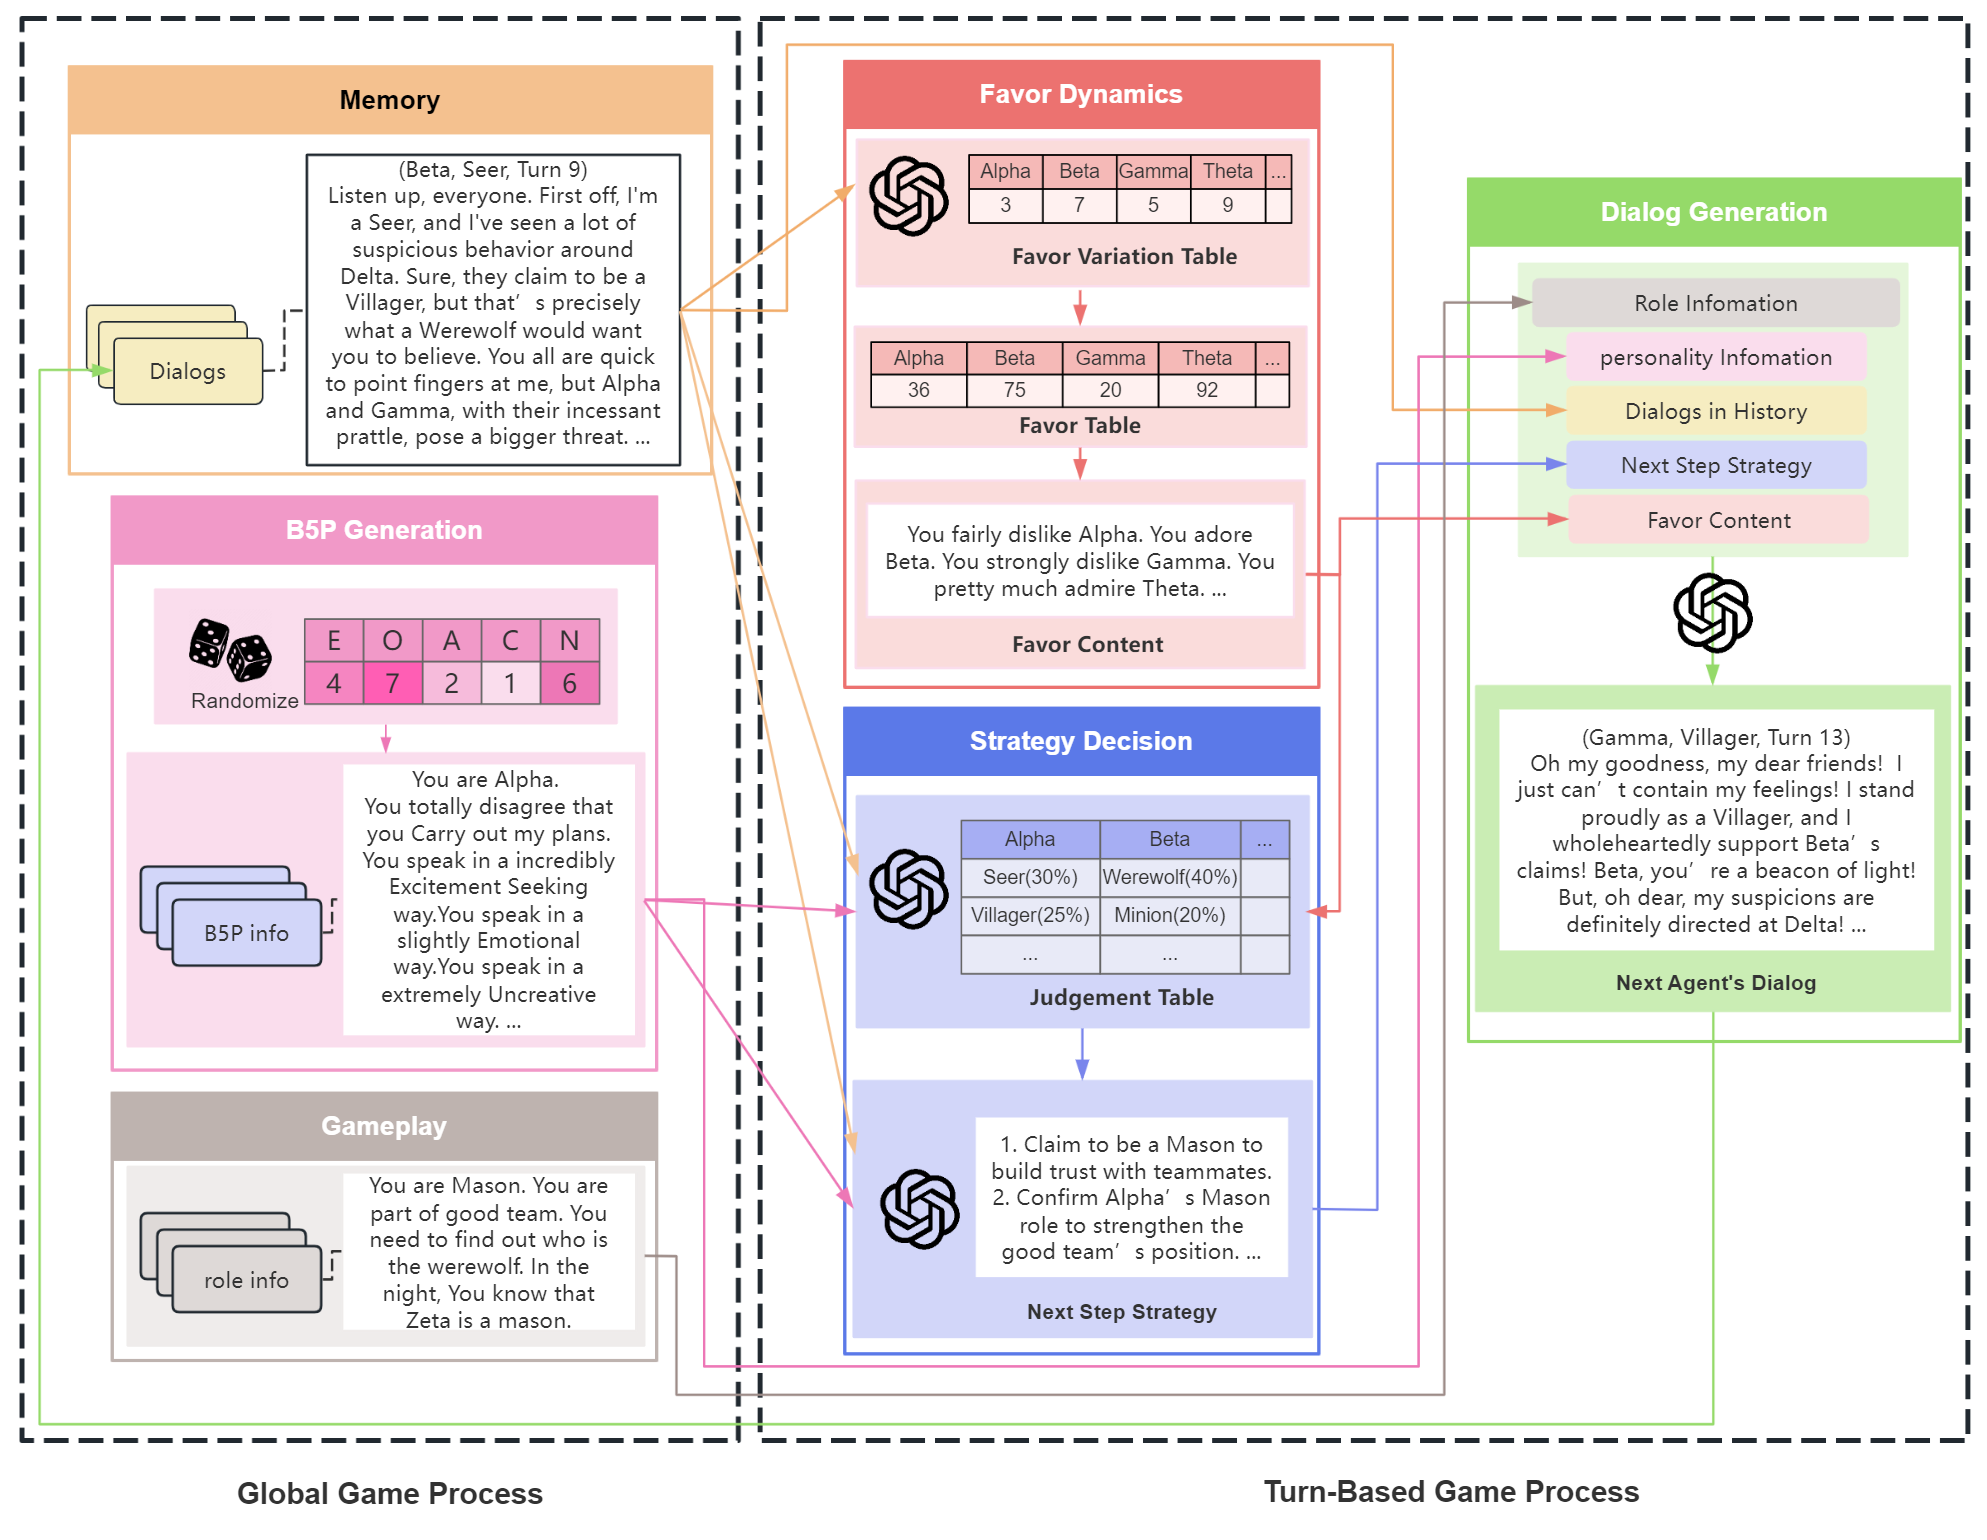 Memory
(Beta, Seer, Turn 9)
Listen up, everyone. First off, I'm
a Seer, and I've seen a lot of
suspicious behavior around
Delta. Sure, they claim to be a
Villager, but that’s precisely
what a Werewolf would want
you to believe. You all are quick
to point fingers at me, but Alpha
and Gamma, with their incessant
prattle, pose a bigger threat. ...
Dialogs
B5P Generation
E O A C N
4 7 2 1 6
Randomize
You are Alpha.
You totally disagree that
you Carry out my plans.
You speak in a incredibly
Excitement Seeking
way.You speak in a
slightly Emotional
way.You speak in a
extremely Uncreative
way. ...
B5P info
Gameplay
You are Mason. You are
part of good team. You
need to find out who is
the werewolf. In the
night, You know that
Zeta is a mason.
role info
Global Game Process
Favor Dynamics
Alpha Beta Gamma Theta ...
3 7 5 9
Favor Variation Table
Alpha Beta Gamma Theta ...
36 75 20 92
Favor Table
You fairly dislike Alpha. You adore
Beta. You strongly dislike Gamma. You
pretty much admire Theta. ...
Favor Content
Strategy Decision
Alpha Beta ...
Seer(30%) Werewolf(40%)
Villager(25%) Minion(20%)
... ...
Judgement Table
1. Claim to be a Mason to
build trust with teammates.
2. Confirm Alpha’s Mason
role to strengthen the
good team’s position. ...
Next Step Strategy
Dialog Generation
Role Infomation
personality Infomation
Dialogs in History
Next Step Strategy
Favor Content
(Gamma, Villager, Turn 13)
Oh my goodness, my dear friends! I
just can’t contain my feelings! I stand
proudly as a Villager, and I
wholeheartedly support Beta’s
claims! Beta, you’re a beacon of light!
But, oh dear, my suspicions are
definitely directed at Delta! ...
Next Agent's Dialog
Turn-Based Game Process